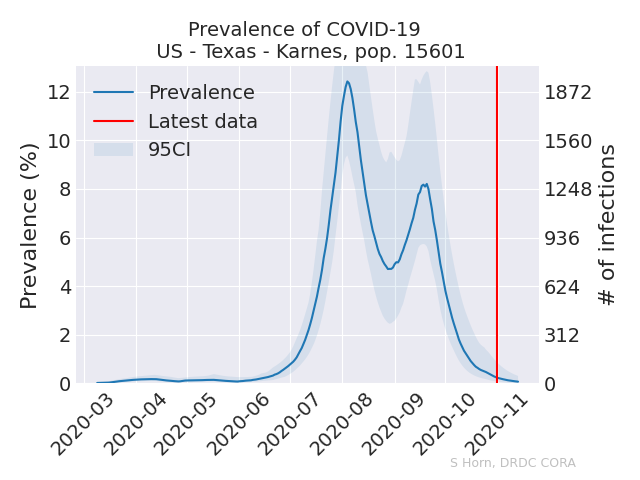 Prevalence of COVID-19
US - Texas - Karnes, pop. 15601
Prevalence
Latest data
95CI
Prevalence (%)
12
10
8
6
4
2
0
1872
1560
1248
936
624
312
0
# of infections
2020-03
2020-04
2020-05
2020-06
2020-07
2020-08
2020-09
2020-10
2020-11
S Horn, DRDC CORA